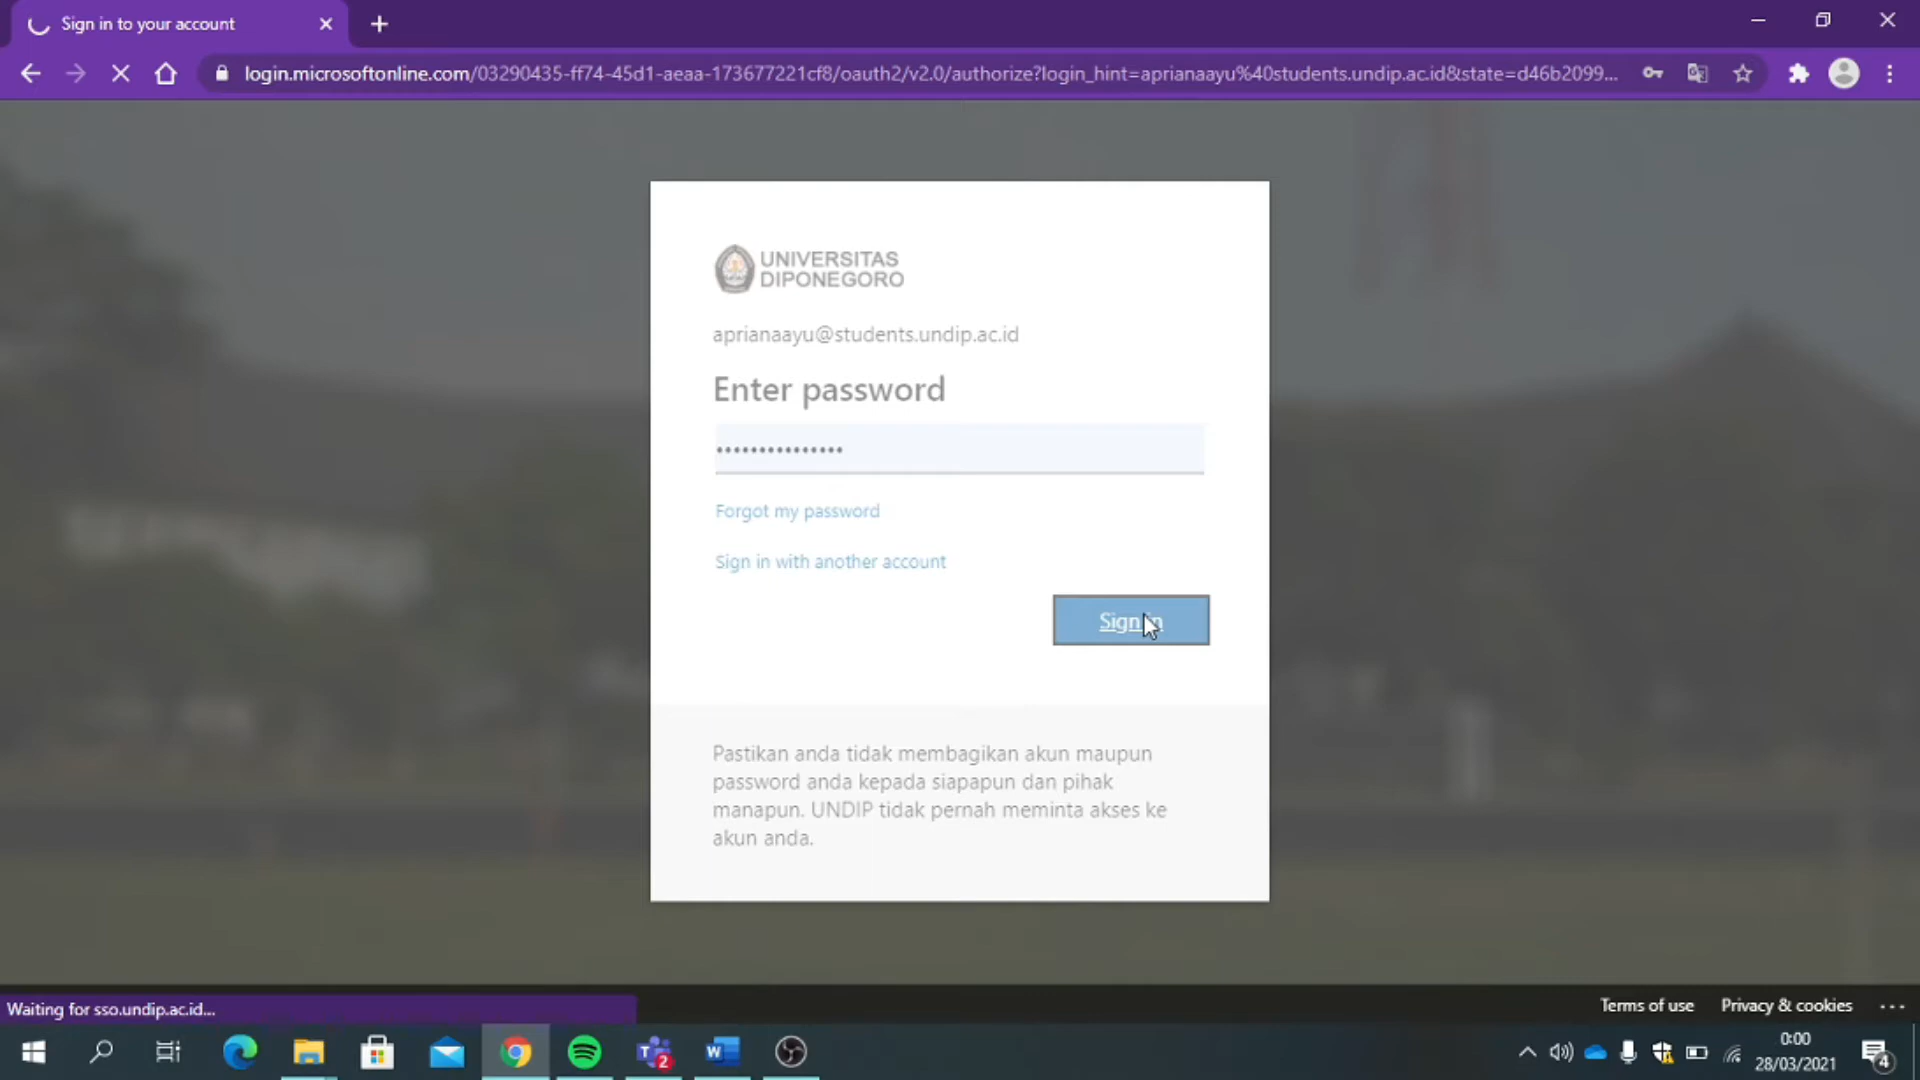 Sign in to your account
login.microsoftonline.com/03290435-ff74-45d1-aeaa-173677221cf8/oauth2/v2.0/authorize?login_hint=aprianaayu%40students.undip.ac.id&state=d46b2099...
UNIVERSITAS
DIPONEGORO
aprianaayu@students.undip.ac.id
Enter password
Forgot my password
Sign in with another account
Sign in
Pastikan anda tidak membagikan akun maupun
password anda kepada siapapun dan pihak
manapun. UNDIP tidak pernah meminta akses ke
akun anda.
Waiting for sso.undip.ac.id...
Terms of use
Privacy & cookies
2
W
0:00
28/03/2021
4